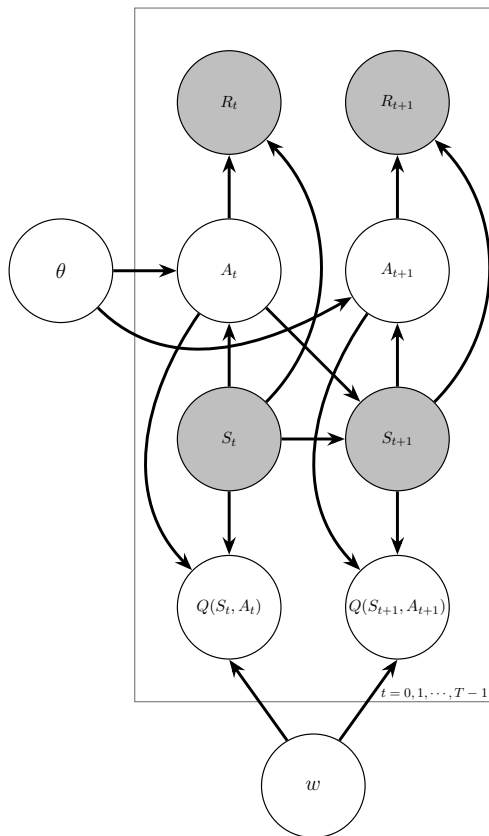 R_t
R_{t+1}
θ
A_t
A_{t+1}
S_t
S_{t+1}
Q(S_t, A_t)
Q(S_{t+1}, A_{t+1})
t = 0, 1, ⋯, T − 1
w